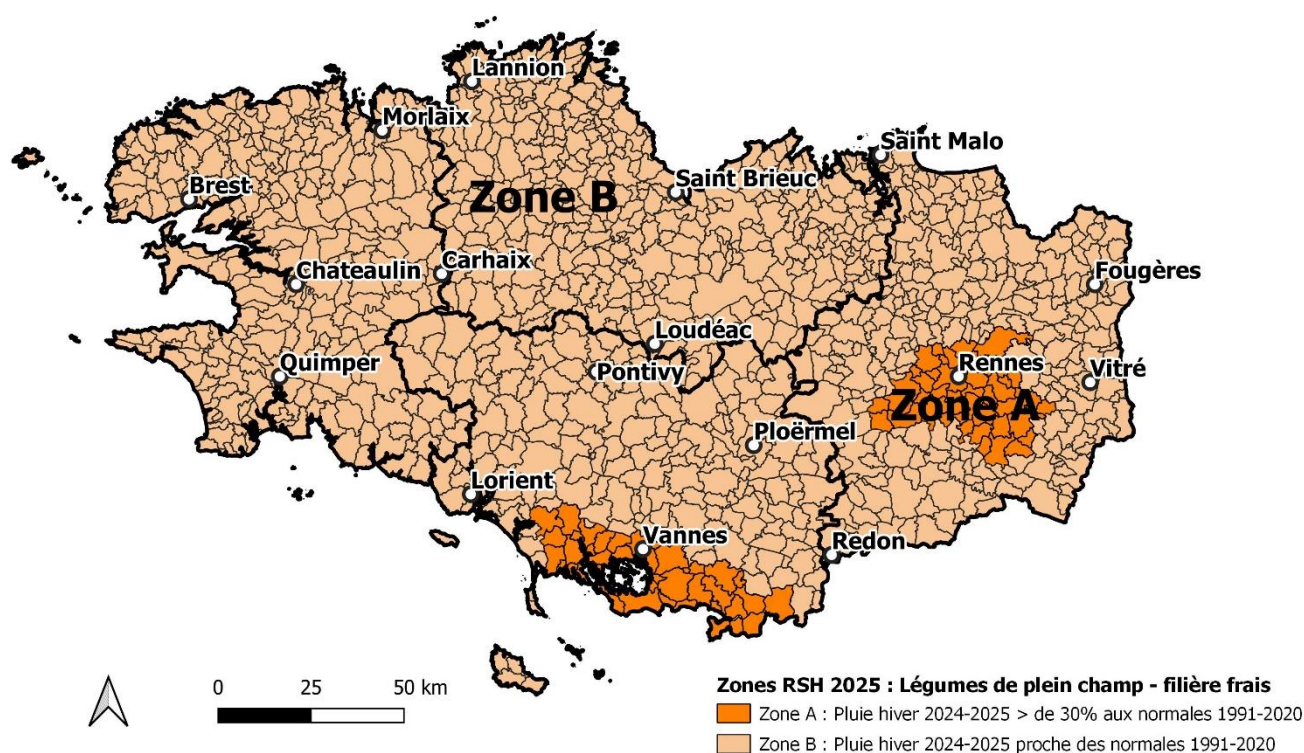 Lannion
Morlaix
Saint Malo
Brest
Zone B
Saint Brieuc
Chateaulin
Carhaix
Fougères
Loudéac
Quimper
Pontivy
Rennes
Vitré
Zone A
Ploërmel
Lorient
Vannes
Redon
0 25 50 km
Zones RSH 2025 : Légumes de plein champ - filière frais
Zone A : Pluie hiver 2024-2025 > de 30% aux normales 1991-2020
Zone B : Pluie hiver 2024-2025 proche des normales 1991-2020